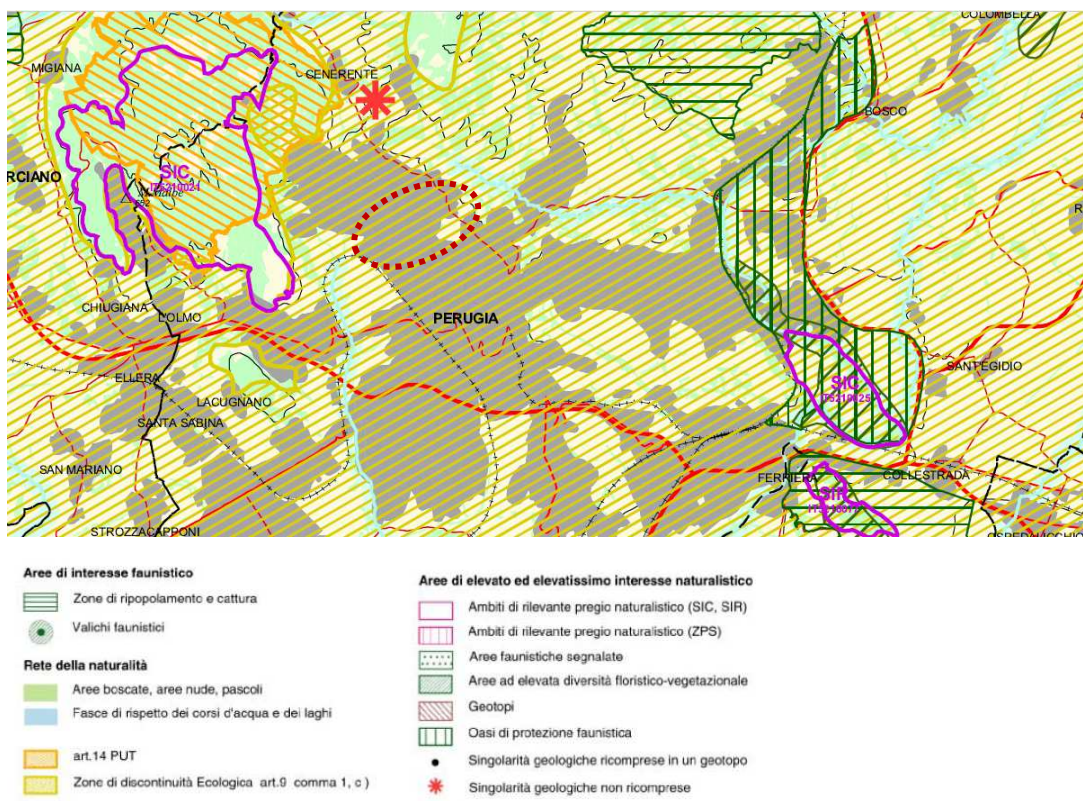 COLOMBELLA
MIGIANA
CENERENTE
BOSCO
RCIANO
SIC
IT5210021
CHIUGIANA
L'OLMO
PERUGIA
ELLERA
SANT'EGIDIO
SIC
IT5210025
LACUGNANO
SANTA SABINA
SAN MARIANO
FERRIERA
COLLESTRADA
SIR
STROZZACAPPONI
Aree di interesse faunistico
Zone di ripopolamento e cattura
Valichi faunistici
Rete della naturalità
Aree boscate, aree nude, pascoli
Fasce di rispetto dei corsi d'acqua e dei laghi
art.14 PUT
Zone di discontinuità Ecologica art.9 comma 1, c )
Aree di elevato ed elevatissimo interesse naturalistico
Ambiti di rilevante pregio naturalistico (SIC, SIR)
Ambiti di rilevante pregio naturalistico (ZPS)
Aree faunistiche segnalate
Aree ad elevata diversità floristico-vegetazionale
Geotopi
Oasi di protezione faunistica
Singolarità geologiche ricomprese in un geotopo
Singolarità geologiche non ricomprese